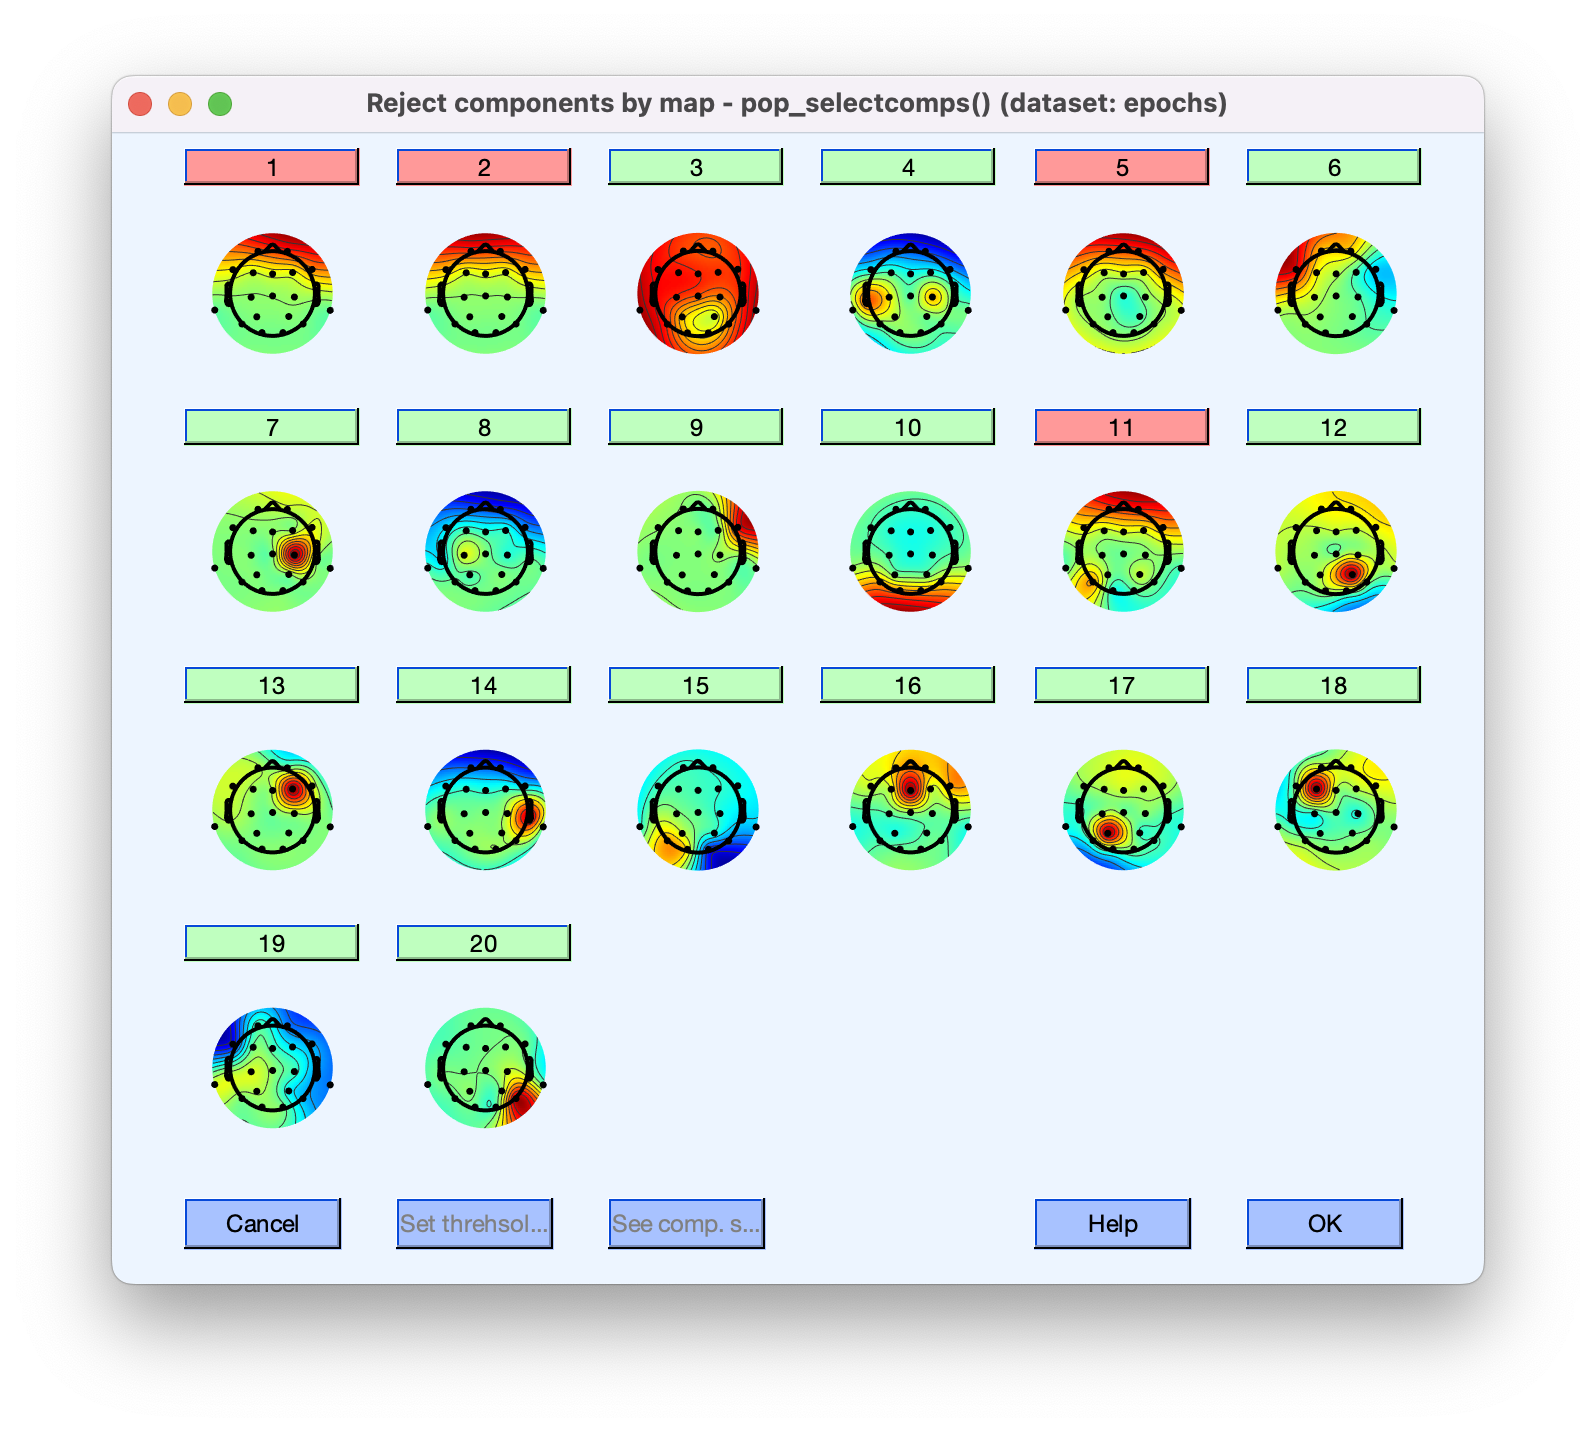 Reject components by map - pop_selectcomps() (dataset: epochs)
1 2 3 4 5 6
7 8 9 10 11 12
13 14 15 16 17 18
19 20
Cancel Set threhsol... See comp. s... Help OK